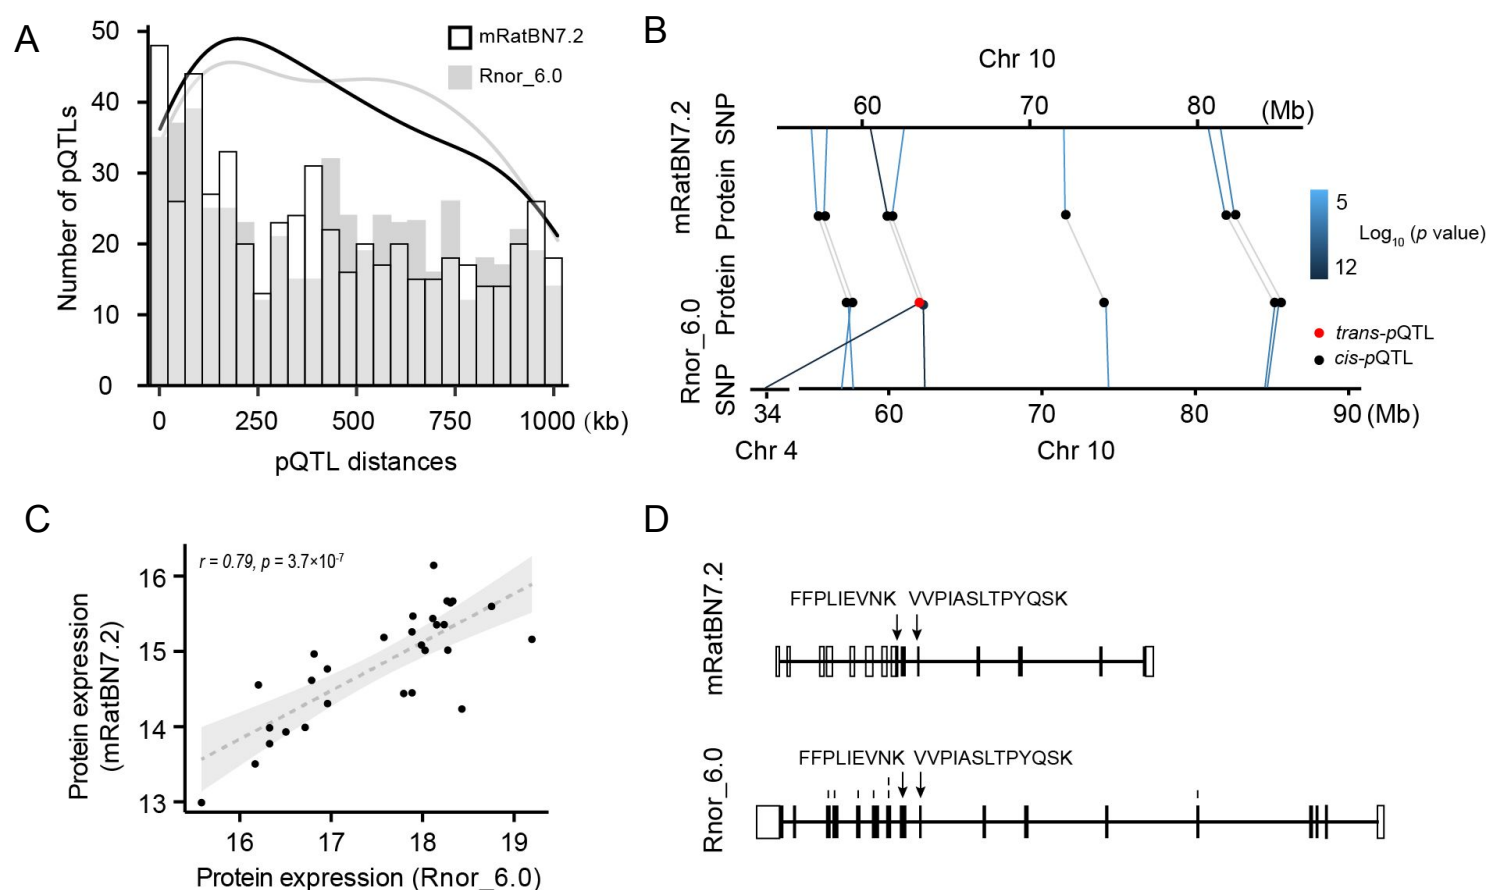 A
50
40
30
20
10
0
Number of pQTLs
mRatBN7.2
Rnor_6.0
0 250 500 750 1000 (kb)
pQTL distances
B
Chr 10
60 70 80 (Mb)
mRatBN7.2
SNP
Protein
Rnor_6.0
Protein
SNP
34 60 70 80 90 (Mb)
Chr 4 Chr 10
5
Log10 (p value)
12
trans-pQTL
cis-pQTL
C
r = 0.79, p = 3.7×10-7
16
15
14
13
Protein expression
(mRatBN7.2)
16 17 18 19
Protein expression (Rnor_6.0)
D
mRatBN7.2
FFPLIEVNK VVPIASLTPYQSK
Rnor_6.0
FFPLIEVNK VVPIASLTPYQSK